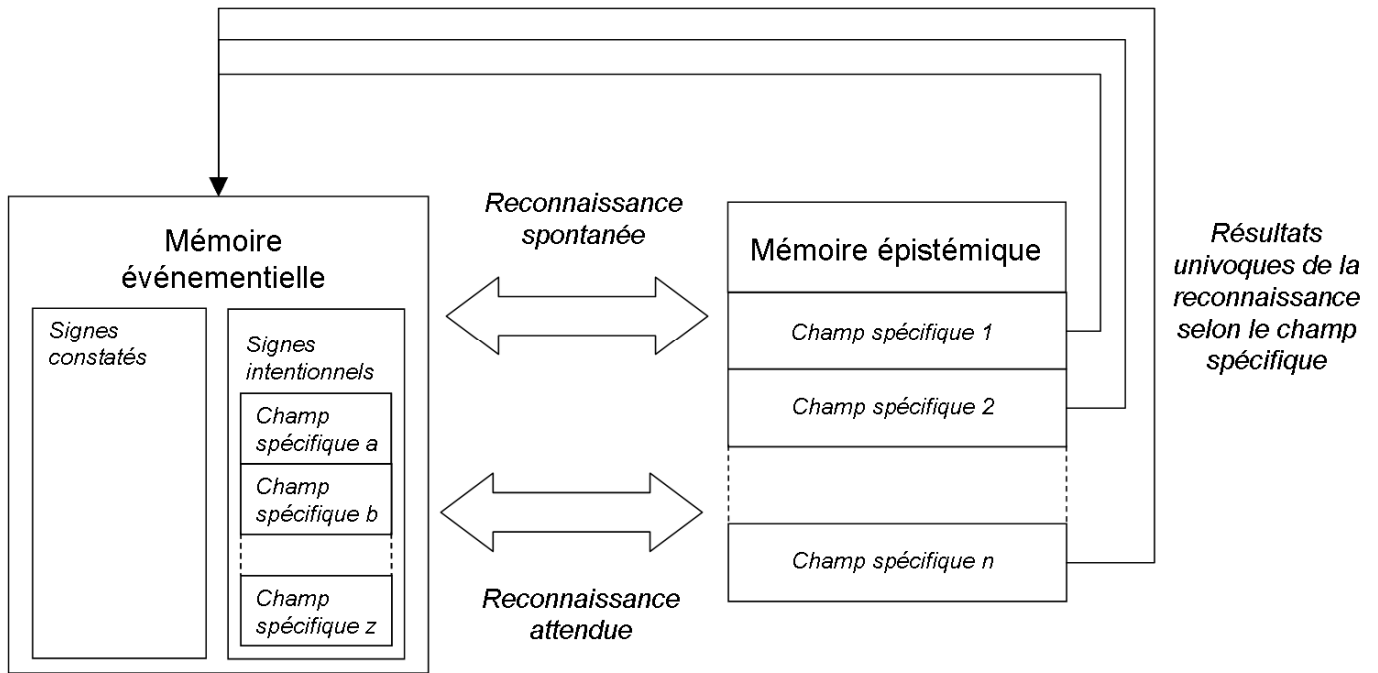 Mémoire
événementielle
Signes
constatés
Signes
intentionnels
Champ
spécifique a
Champ
spécifique b
Champ
spécifique z
Reconnaissance
spontanée
Reconnaissance
attendue
Mémoire épistémique
Champ spécifique 1
Champ spécifique 2
Champ spécifique n
Résultats
univoques de la
reconnaissance
selon le champ
spécifique